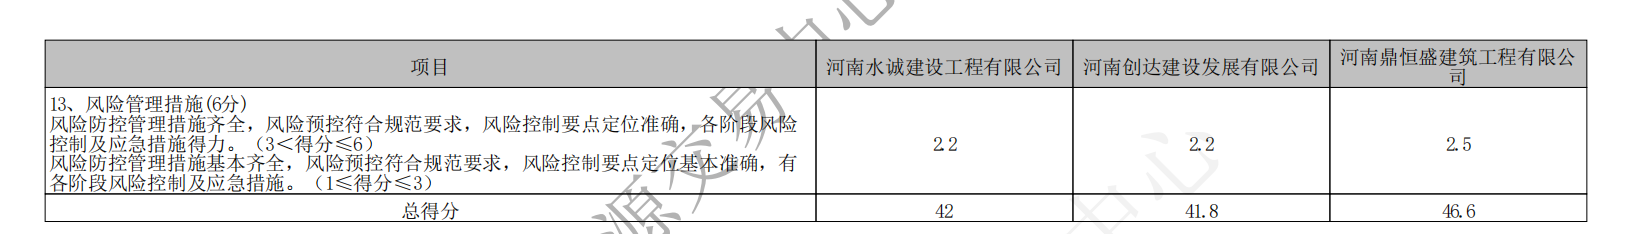 项目
河南水诚建设工程有限公司
河南创达建设发展有限公司
河南鼎恒盛建筑工程有限公
司
13、风险管理措施(6分)
风险防控管理措施齐全，风险预控符合规范要求，风险控制要点定位准确，各阶段风险
控制及应急措施得力。（3＜得分≤6）
风险防控管理措施基本齐全，风险预控符合规范要求，风险控制要点定位基本准确，有
各阶段风险控制及应急措施。（1≤得分≤3）
2.2
2.2
2.5
总得分
42
41.8
46.6
源交易中心
中心